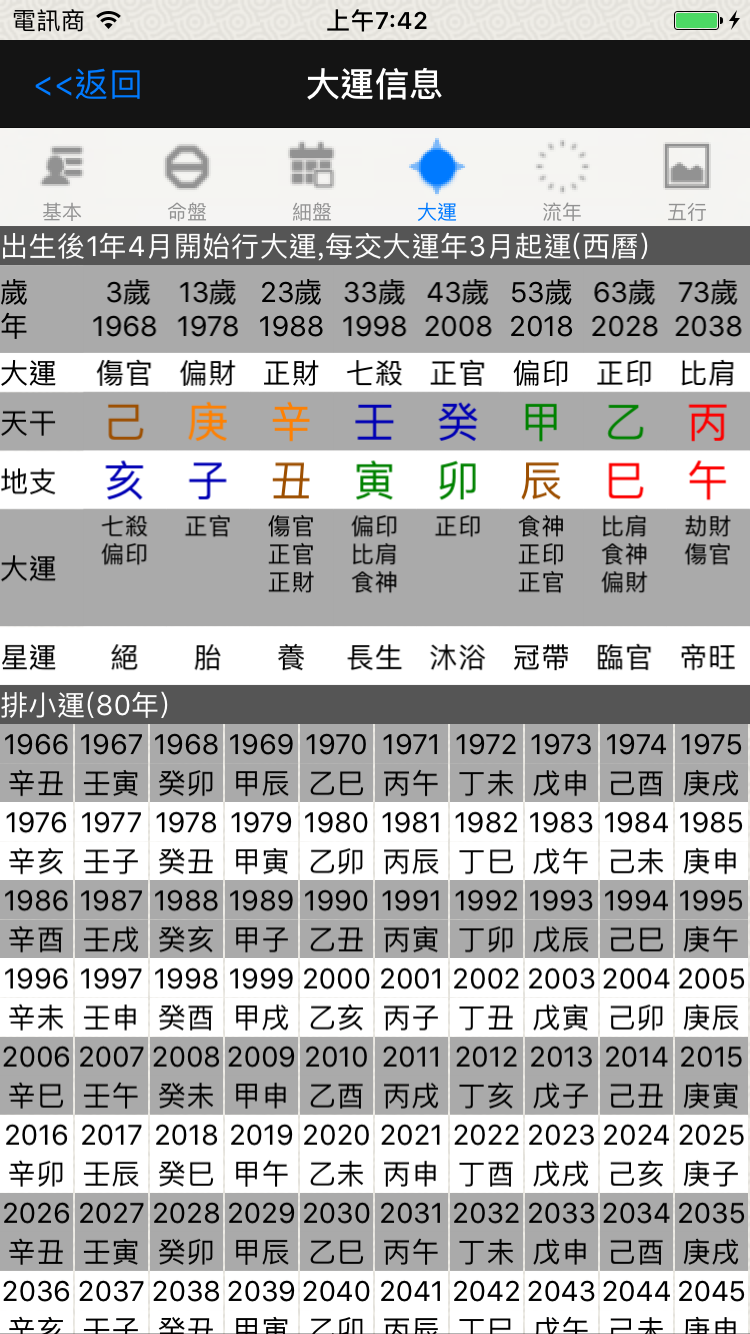 電訊商 上午7:42
<<返回 大運信息
基本 命盤 細盤 大運 流年 五行
出生後1年4月開始行大運,每交大運年3月起運(西曆)
歲 3歲 13歲 23歲 33歲 43歲 53歲 63歲 73歲
年 1968 1978 1988 1998 2008 2018 2028 2038
大運 傷官 偏財 正財 七殺 正官 偏印 正印 比肩
天干 己 庚 辛 壬 癸 甲 乙 丙
地支 亥 子 丑 寅 卯 辰 巳 午
七殺 正官 傷官 偏印 正印 食神 比肩 劫財
偏印 正官 比肩 正印 食神 傷官
大運 正財 食神 正官 偏財
星運 絕 胎 養 長生 沐浴 冠帶 臨官 帝旺
排小運(80年)
1966 1967 1968 1969 1970 1971 1972 1973 1974 1975
辛丑 壬寅 癸卯 甲辰 乙巳 丙午 丁未 戊申 己酉 庚戌
1976 1977 1978 1979 1980 1981 1982 1983 1984 1985
辛亥 壬子 癸丑 甲寅 乙卯 丙辰 丁巳 戊午 己未 庚申
1986 1987 1988 1989 1990 1991 1992 1993 1994 1995
辛酉 壬戌 癸亥 甲子 乙丑 丙寅 丁卯 戊辰 己巳 庚午
1996 1997 1998 1999 2000 2001 2002 2003 2004 2005
辛未 壬申 癸酉 甲戌 乙亥 丙子 丁丑 戊寅 己卯 庚辰
2006 2007 2008 2009 2010 2011 2012 2013 2014 2015
辛巳 壬午 癸未 甲申 乙酉 丙戌 丁亥 戊子 己丑 庚寅
2016 2017 2018 2019 2020 2021 2022 2023 2024 2025
辛卯 壬辰 癸巳 甲午 乙未 丙申 丁酉 戊戌 己亥 庚子
2026 2027 2028 2029 2030 2031 2032 2033 2034 2035
辛丑 壬寅 癸卯 甲辰 乙巳 丙午 丁未 戊申 己酉 庚戌
2036 2037 2038 2039 2040 2041 2042 2043 2044 2045
辛亥 壬子 癸丑 甲寅 乙卯 丙辰 丁巳 戊午 己未 庚申